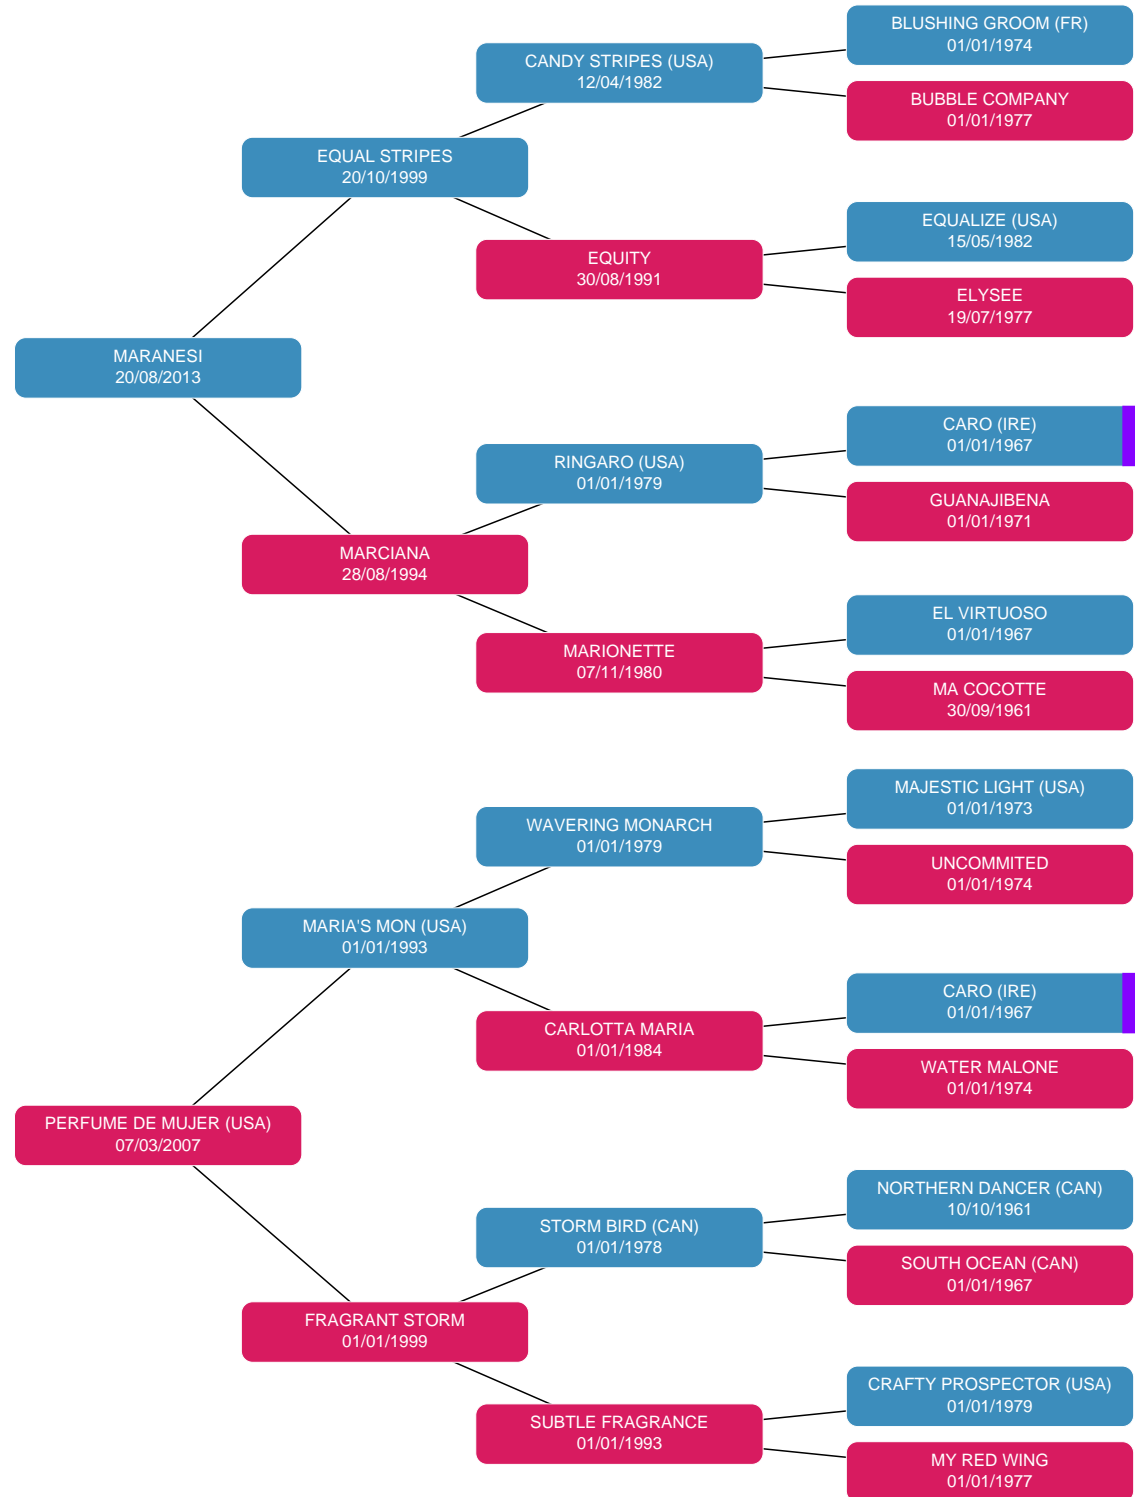 BLUSHING GROOM (FR)
01/01/1974
CANDY STRIPES (USA)
12/04/1982
BUBBLE COMPANY
01/01/1977
EQUAL STRIPES
20/10/1999
EQUALIZE (USA)
15/05/1982
EQUITY
30/08/1991
ELYSEE
19/07/1977
MARANESI
20/08/2013
CARO (IRE)
01/01/1967
RINGARO (USA)
01/01/1979
GUANAJIBENA
01/01/1971
MARCIANA
28/08/1994
EL VIRTUOSO
01/01/1967
MARIONETTE
07/11/1980
MA COCOTTE
30/09/1961
MAJESTIC LIGHT (USA)
01/01/1973
WAVERING MONARCH
01/01/1979
UNCOMMITED
01/01/1974
MARIA'S MON (USA)
01/01/1993
CARO (IRE)
01/01/1967
CARLOTTA MARIA
01/01/1984
WATER MALONE
01/01/1974
PERFUME DE MUJER (USA)
07/03/2007
NORTHERN DANCER (CAN)
10/10/1961
STORM BIRD (CAN)
01/01/1978
SOUTH OCEAN (CAN)
01/01/1967
FRAGRANT STORM
01/01/1999
CRAFTY PROSPECTOR (USA)
01/01/1979
SUBTLE FRAGRANCE
01/01/1993
MY RED WING
01/01/1977